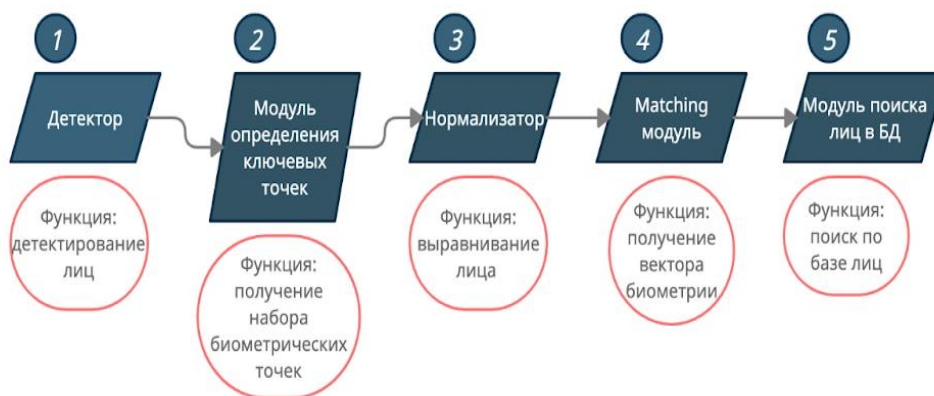 1
2
3
4
5
Детектор
Модуль
определения
ключевых
точек
Нормализатор
Matching
модуль
Модуль поиска
лиц в БД
Функция:
детектирование
лиц
Функция:
получение
набора
биометрических
точек
Функция:
выравнивание
лица
Функция:
получение
вектора
биометрии
Функция:
поиск по
базе лиц